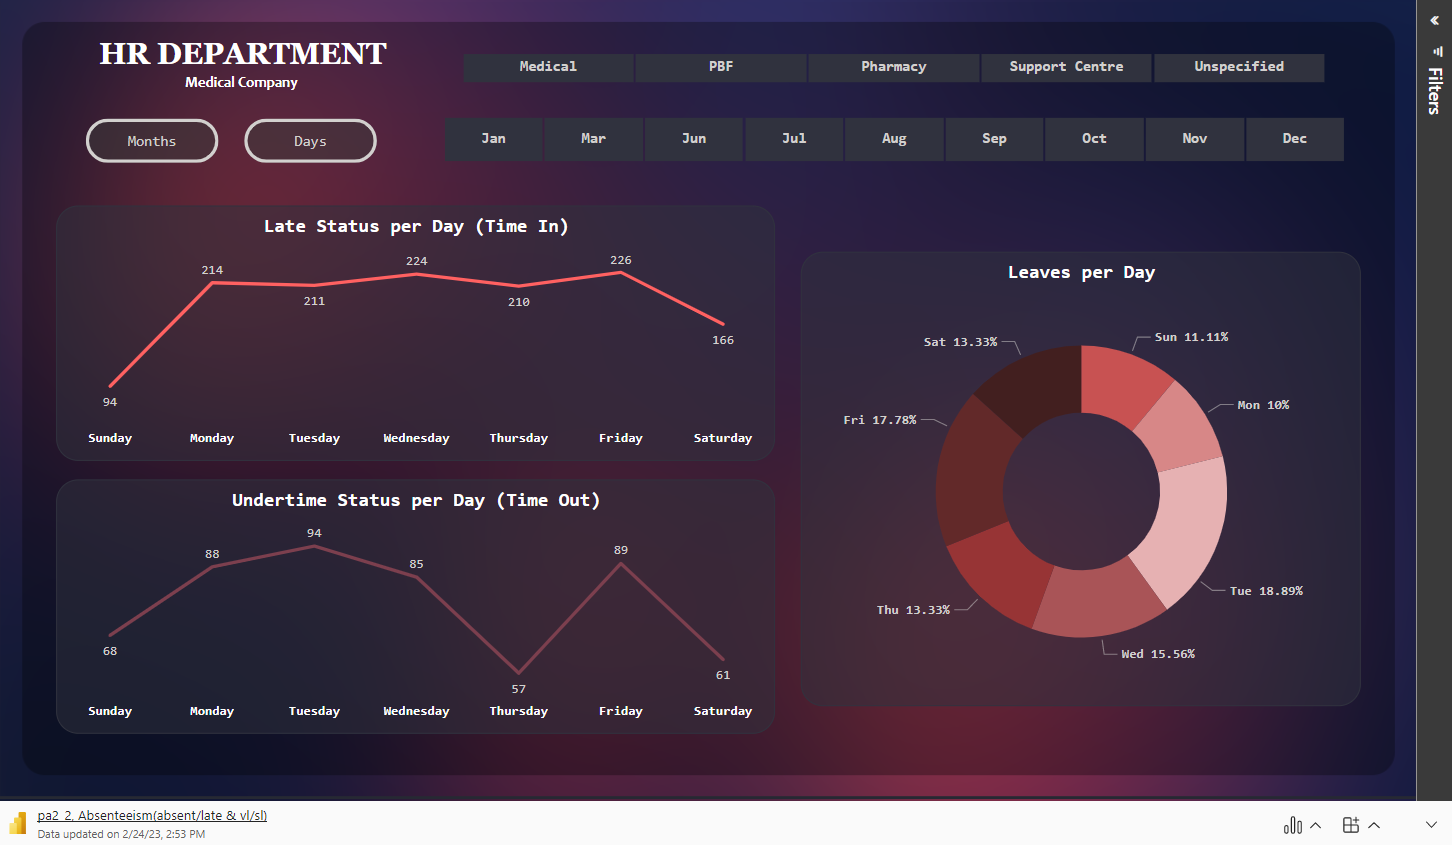 HR DEPARTMENT
Medical Company
Medical PBF Pharmacy Support Centre Unspecified
Months Days
Jan Mar Jun Jul Aug Sep Oct Nov Dec
Filters
Late Status per Day (Time In)
94 214 211 224 210 226 166
Sunday Monday Tuesday Wednesday Thursday Friday Saturday
Undertime Status per Day (Time Out)
68 88 94 85 57 89 61
Sunday Monday Tuesday Wednesday Thursday Friday Saturday
Leaves per Day
Sun 11.11%
Mon 10%
Tue 18.89%
Wed 15.56%
Thu 13.33%
Fri 17.78%
Sat 13.33%
pa2_2, Absenteeism(absent/late & vl/sl)
Data updated on 2/24/23, 2:53 PM